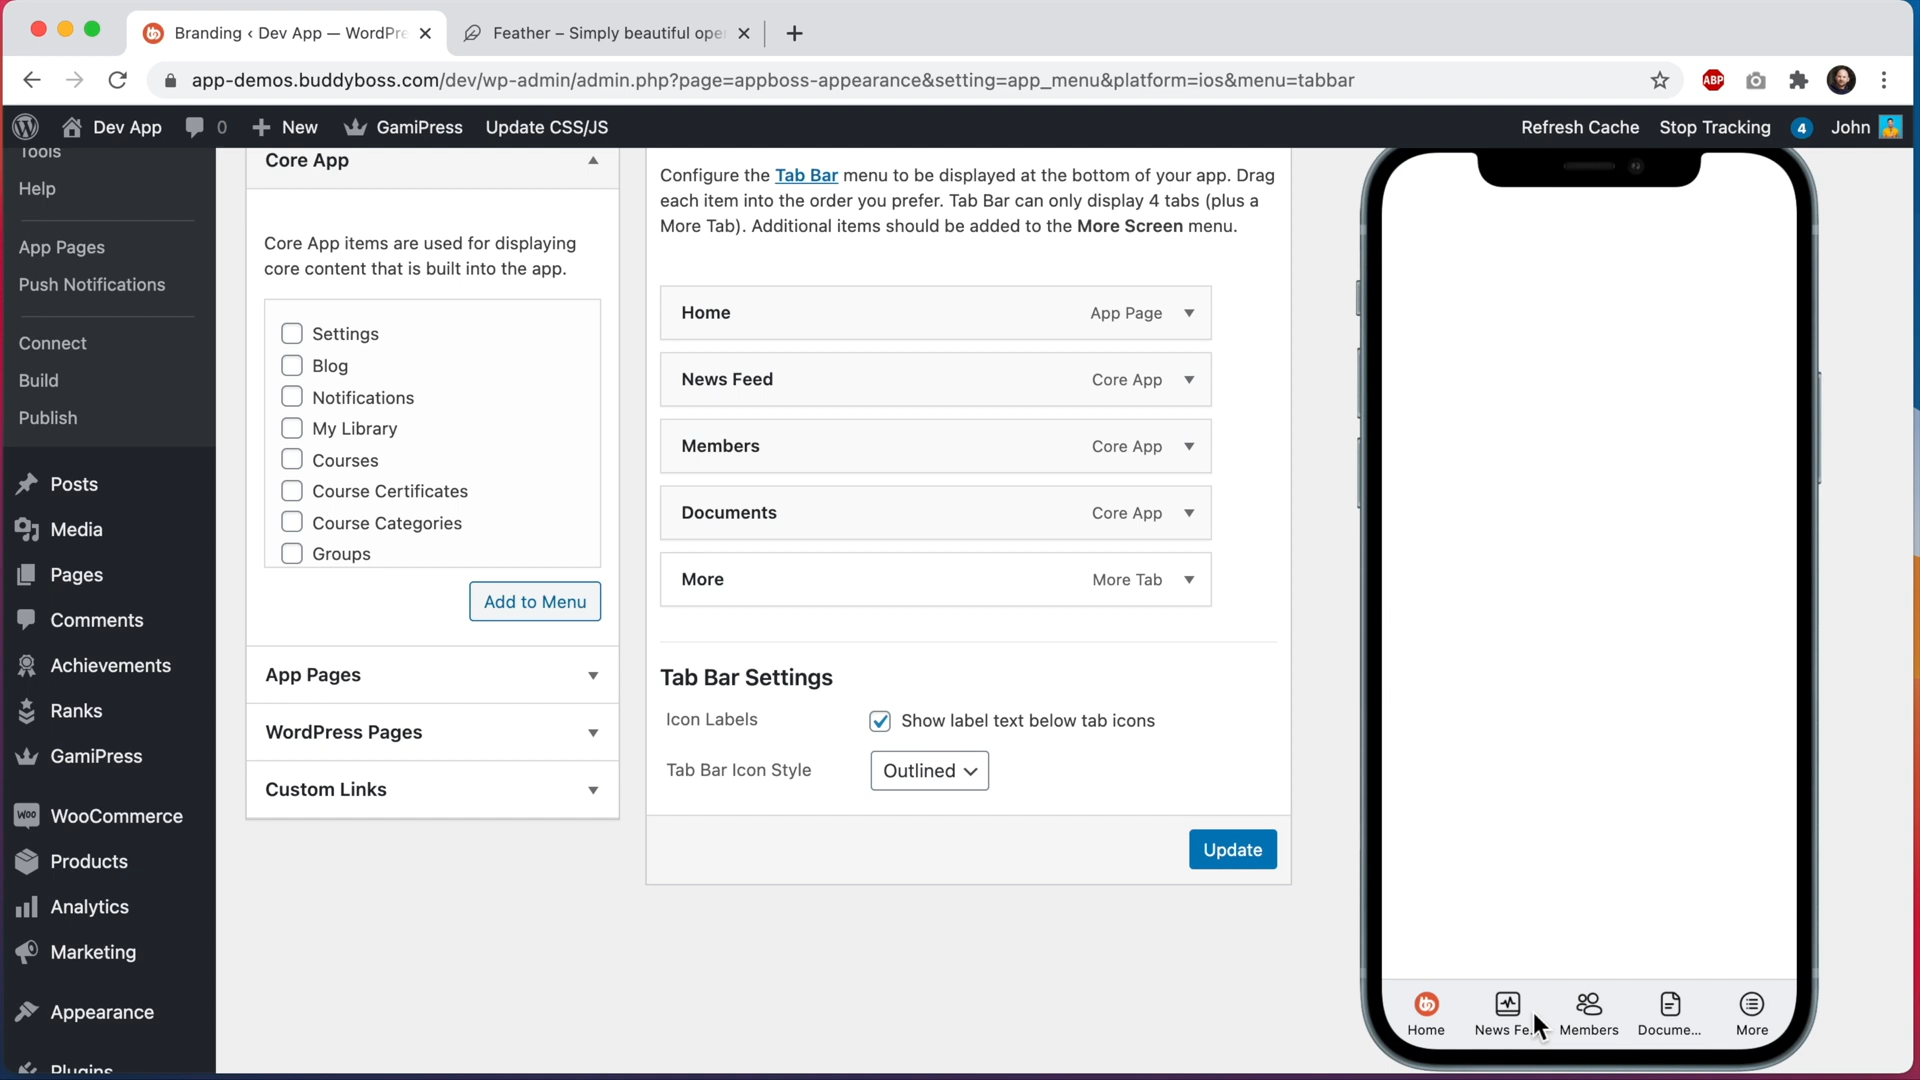 Branding ‹ Dev App — WordPre
Feather – Simply beautiful ope
app-demos.buddyboss.com/dev/wp-admin/admin.php?page=appboss-appearance&setting=app_menu&platform=ios&menu=tabbar
ABP
Dev App
0
New
GamiPress
Update CSS/JS
Refresh Cache
Stop Tracking
4
John
Tools
Help
App Pages
Push Notifications
Connect
Build
Publish
Posts
Media
Pages
Comments
Achievements
Ranks
GamiPress
WooCommerce
Products
Analytics
Marketing
Appearance
Plugins
Core App
Core App items are used for displaying
core content that is built into the app.
Settings
Blog
Notifications
My Library
Courses
Course Certificates
Course Categories
Groups
Add to Menu
App Pages
WordPress Pages
Custom Links
Configure the Tab Bar menu to be displayed at the bottom of your app. Drag
each item into the order you prefer. Tab Bar can only display 4 tabs (plus a
More Tab). Additional items should be added to the More Screen menu.
Home App Page
News Feed Core App
Members Core App
Documents Core App
More More Tab
Tab Bar Settings
Icon Labels
Show label text below tab icons
Tab Bar Icon Style
Outlined
Update
Home
News Fe...
Members
Docume...
More